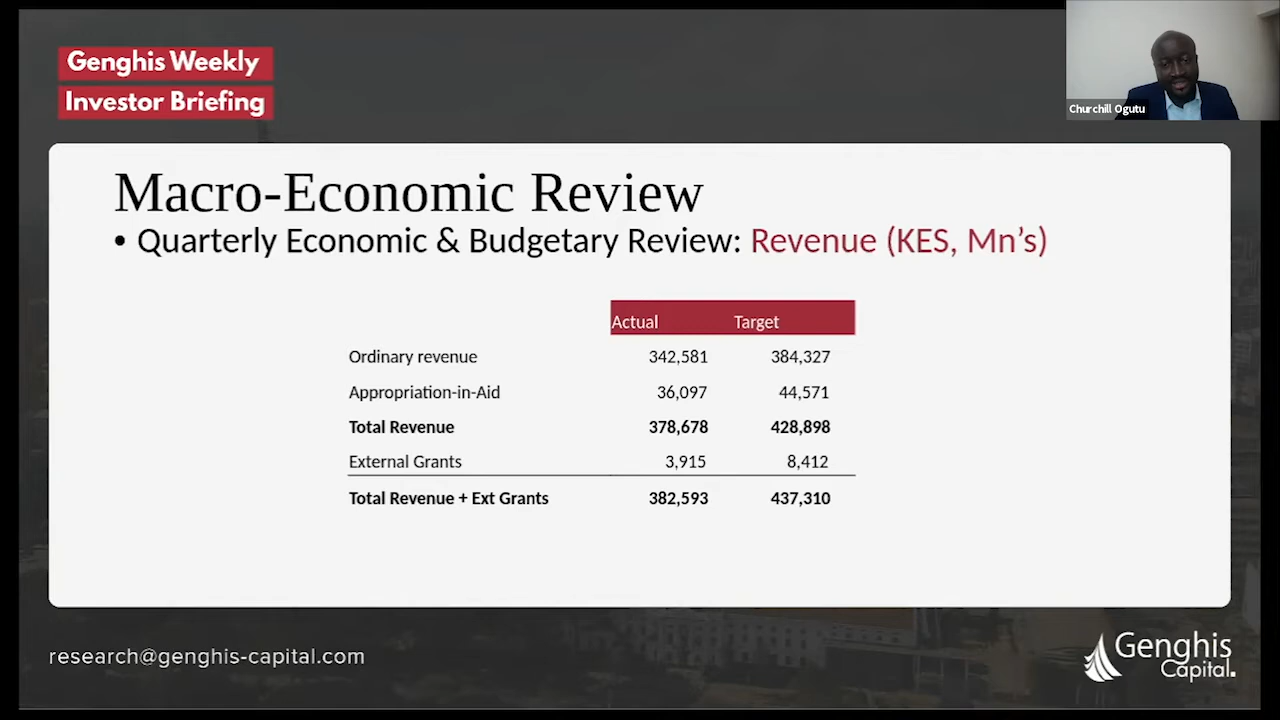 Genghis Weekly
Investor Briefing
Churchill Ogutu
Macro-Economic Review
• Quarterly Economic & Budgetary Review: Revenue (KES, Mn’s)
Actual Target
Ordinary revenue 342,581 384,327
Appropriation-in-Aid 36,097 44,571
Total Revenue 378,678 428,898
External Grants 3,915 8,412
Total Revenue + Ext Grants 382,593 437,310
research@genghis-capital.com
Genghis
Capital.